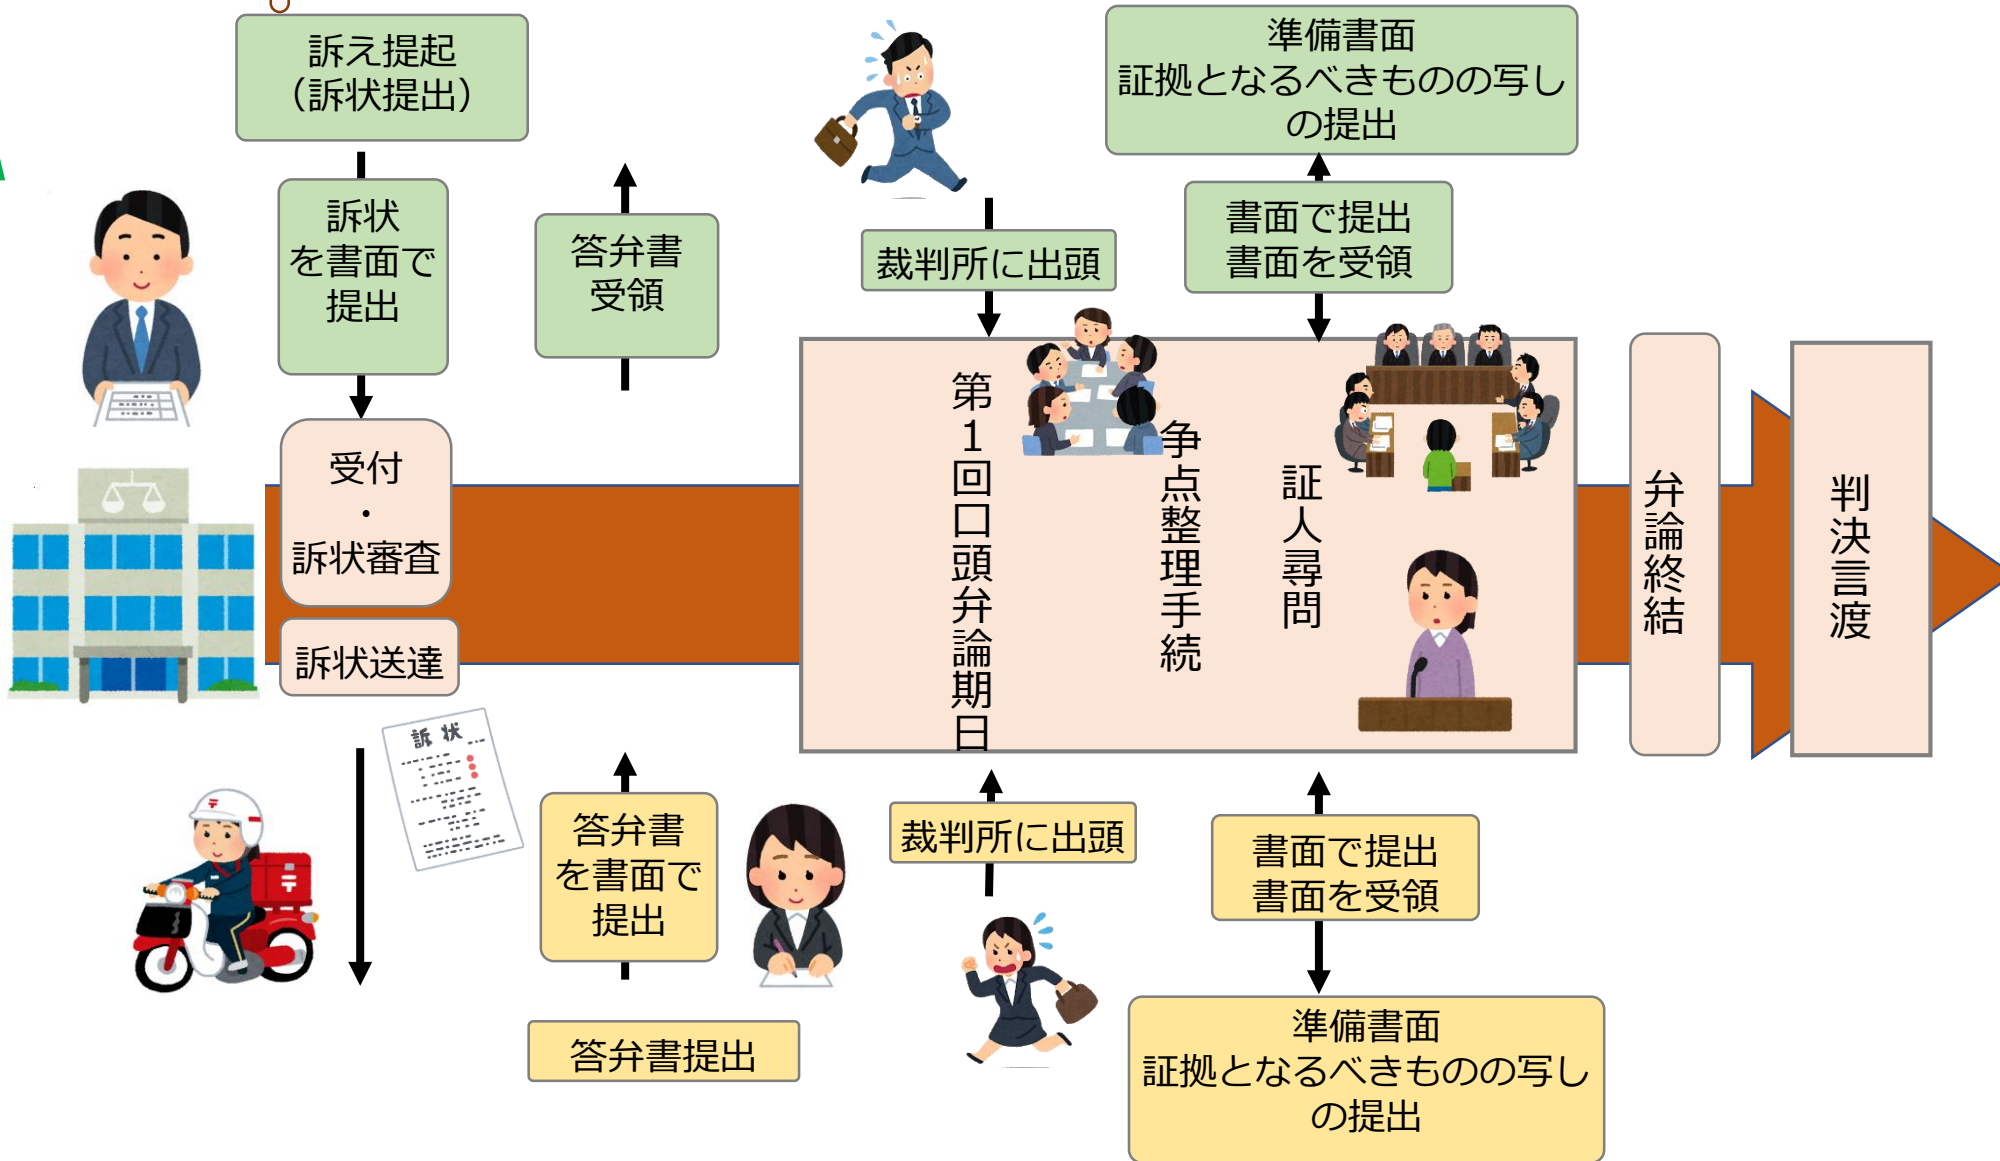 訴え提起
（訴状提出）
訴状
を書面で
提出
答弁書
受領
裁判所に出頭
準備書面
証拠となるべきものの写し
の提出
書面で提出
書面を受領
受付
・
訴状審査
訴状送達
第1回口頭弁論期日
争点整理手続
証人尋問
弁論終結
判決言渡
訴状
答弁書
を書面で
提出
答弁書提出
裁判所に出頭
書面で提出
書面を受領
準備書面
証拠となるべきものの写し
の提出